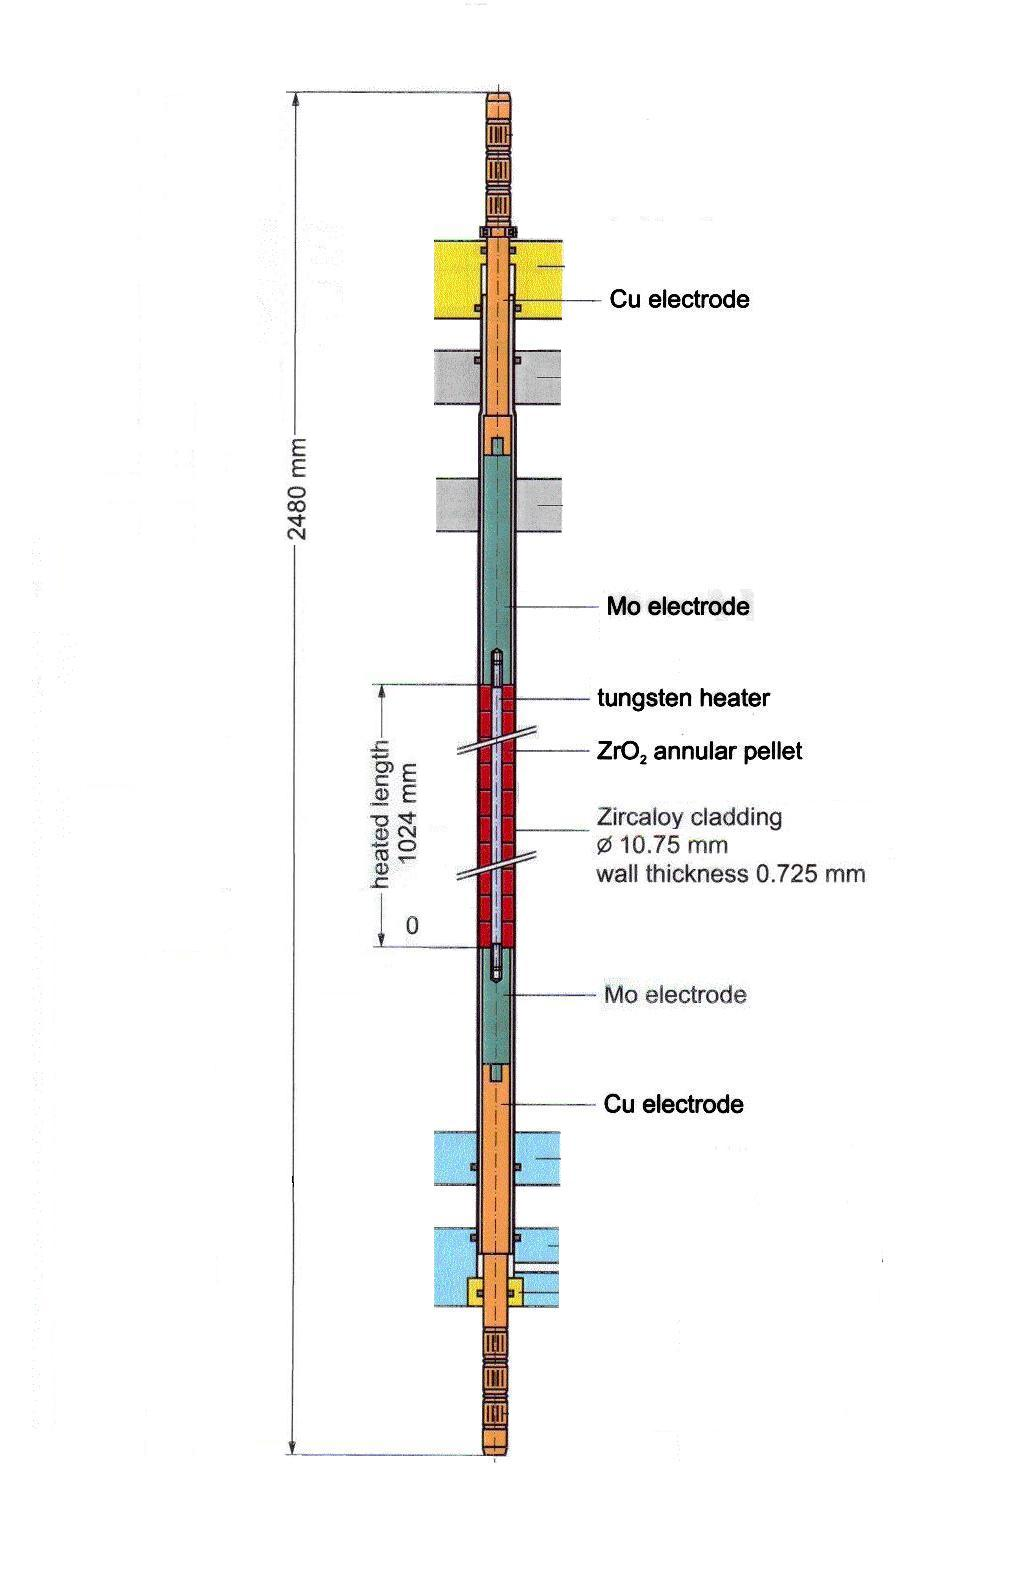 Cu electrode
2480 mm
Mo electrode
tungsten heater
ZrO₂ annular pellet
heated length
1024 mm
Zircaloy cladding
ø 10.75 mm
wall thickness 0.725 mm
0
Mo electrode
Cu electrode